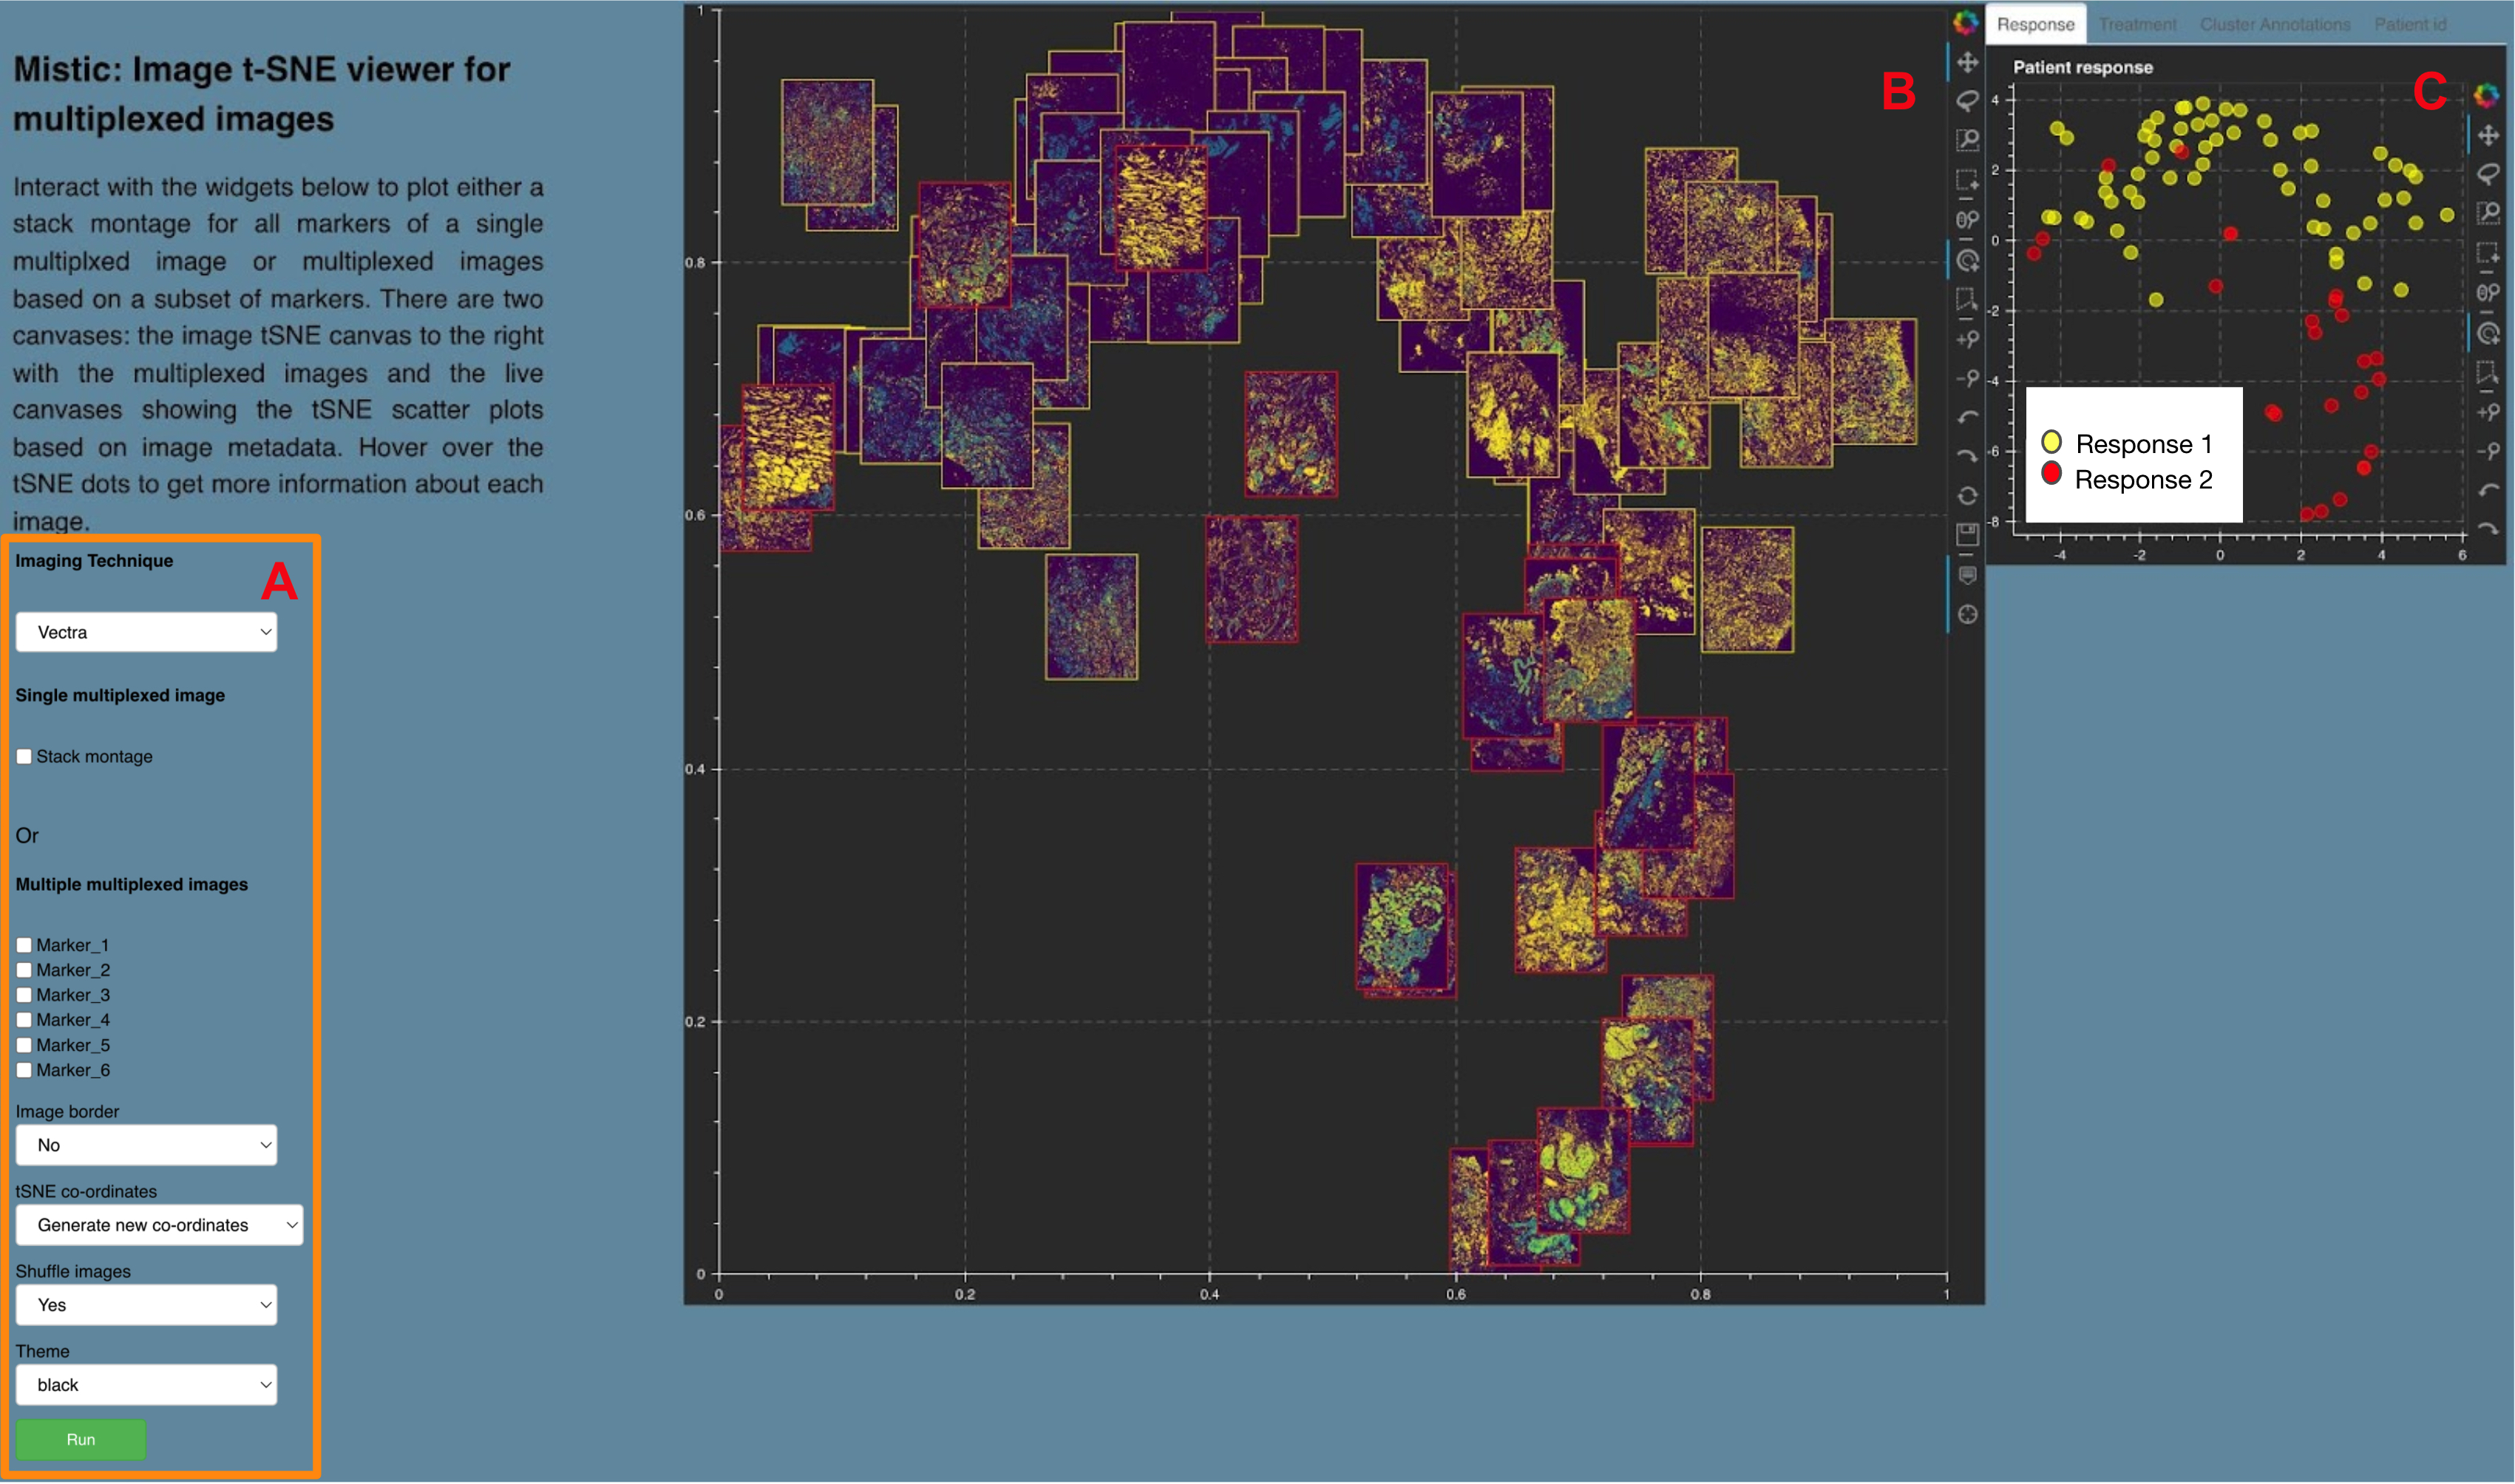 Mistic: Image t-SNE viewer for
multiplexed images
Interact with the widgets below to plot either a
stack montage for all markers of a single
multiplxed image or multiplexed images
based on a subset of markers. There are two
canvases: the image tSNE canvas to the right
with the multiplexed images and the live
canvases showing the tSNE scatter plots
based on image metadata. Hover over the
tSNE dots to get more information about each
image.
A
Imaging Technique
Vectra
Single multiplexed image
Stack montage
Or
Multiple multiplexed images
Marker_1
Marker_2
Marker_3
Marker_4
Marker_5
Marker_6
Image border
No
tSNE co-ordinates
Generate new co-ordinates
Shuffle images
Yes
Theme
black
Run
B
1
0.8
0.6
0.4
0.2
0
0 0.2 0.4 0.6 0.8 1
Response Treatment Cluster Annotations Patient id
Patient response
C
4
2
0
-2
-4
-6
-8
-4 -2 0 2 4 6
Response 1
Response 2